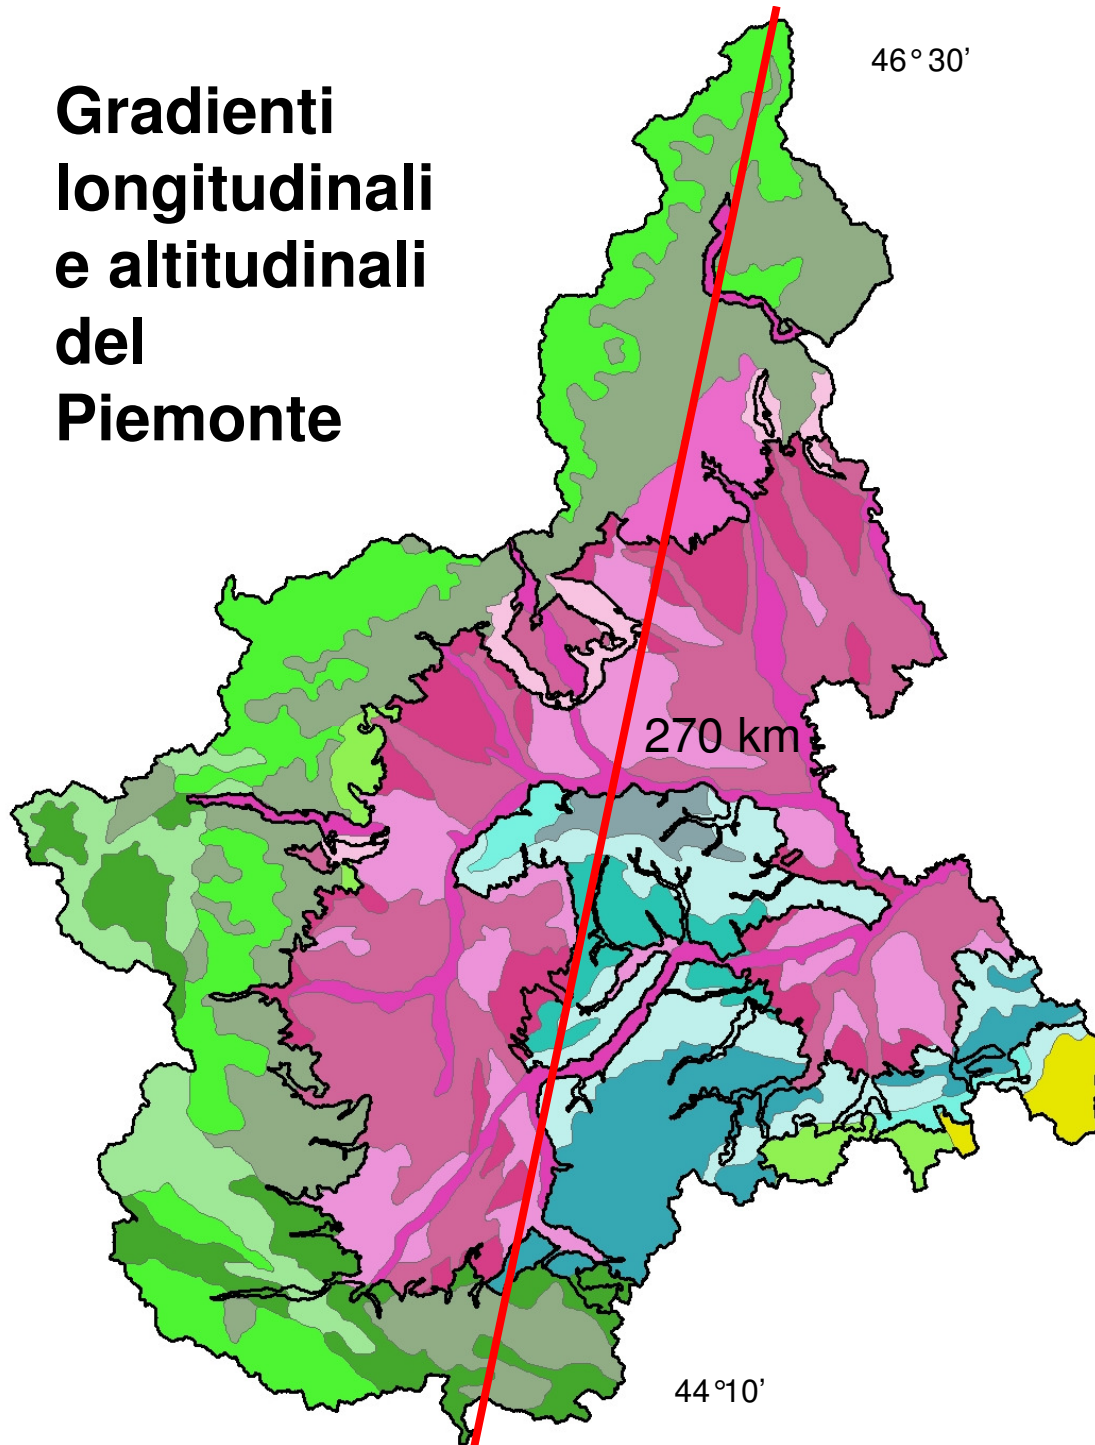 46°30’
Gradienti
longitudinali
e altitudinali
del
Piemonte
270 km
44°10’